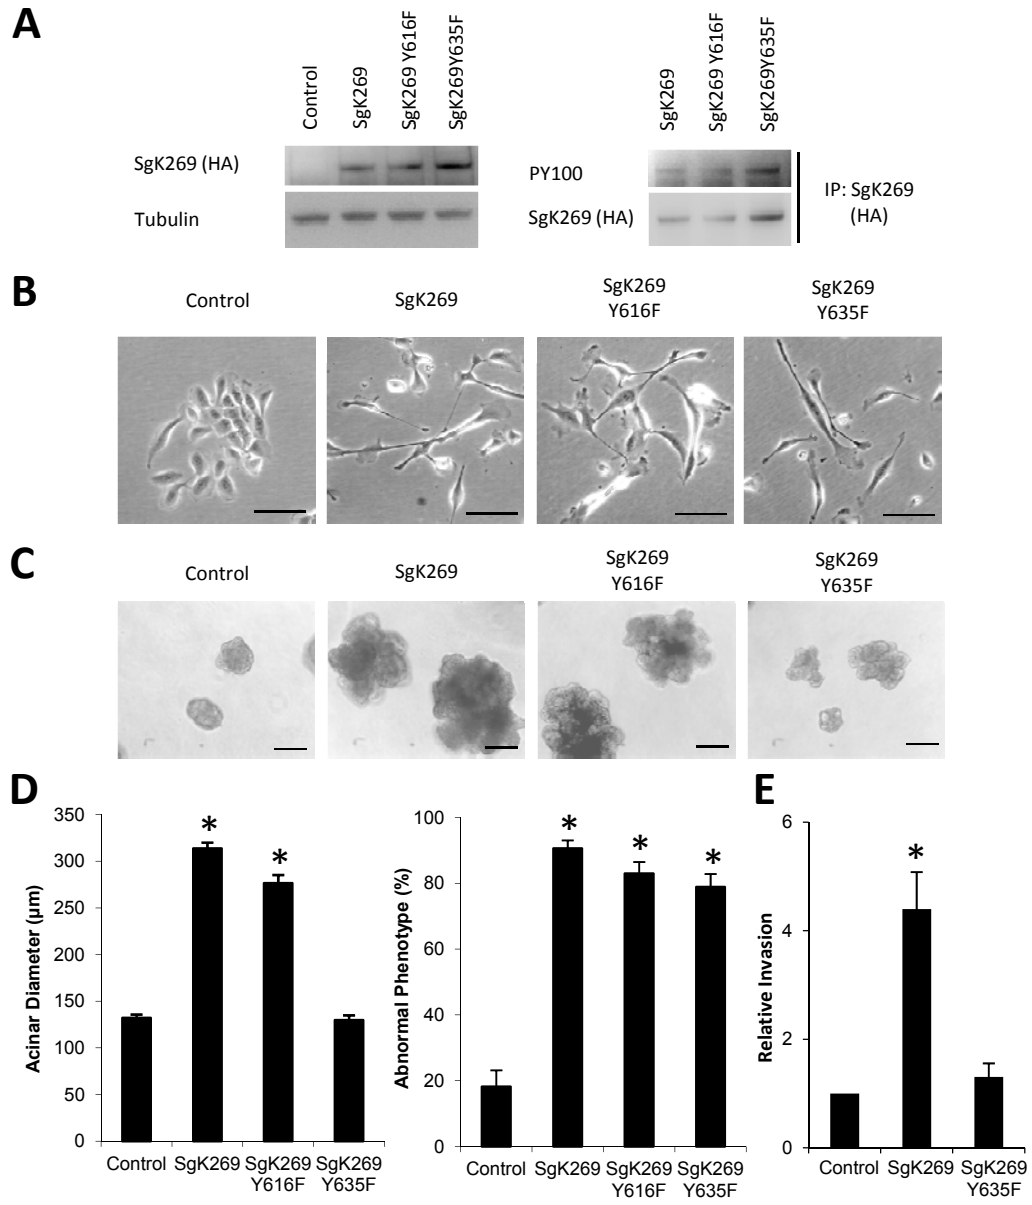 A
Control
SgK269
SgK269 Y616F
SgK269Y635F
SgK269 (HA)
Tubulin
SgK269
SgK269 Y616F
SgK269Y635F
PY100
SgK269 (HA)
IP: SgK269
(HA)
B
Control
SgK269
SgK269
Y616F
SgK269
Y635F
C
Control
SgK269
SgK269
Y616F
SgK269
Y635F
D
Acinar Diameter (µm)
350
300
250
200
150
100
50
0
*
*
Control
SgK269
SgK269
Y616F
SgK269
Y635F
Abnormal Phenotype (%)
100
80
60
40
20
0
*
*
*
Control
SgK269
SgK269
Y616F
SgK269
Y635F
E
Relative Invasion
6
4
2
0
*
Control
SgK269
SgK269
Y635F